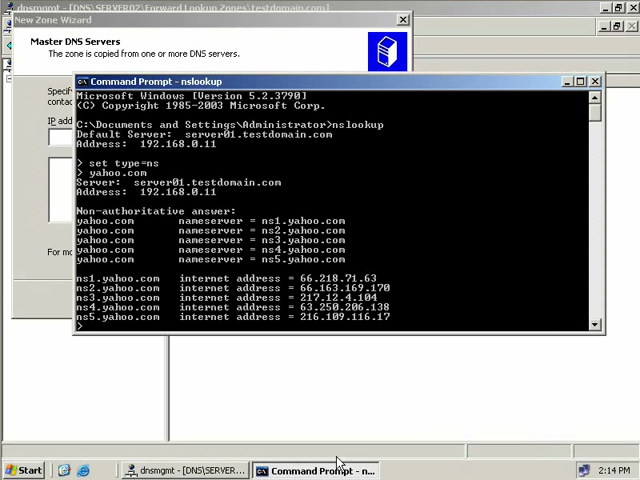 dnsmgmt - [DNS\SERVER02\Forward Lookup Zones\testdomain.com]
New Zone Wizard
Master DNS Servers
The zone is copied from one or more DNS servers.
Specify
contact
IP add
For mo
Command Prompt - nslookup
Microsoft Windows [Version 5.2.3790]
(C) Copyright 1985-2003 Microsoft Corp.
C:\Documents and Settings\Administrator>nslookup
Default Server:  server01.testdomain.com
Address:  192.168.0.11
> set type=ns
> yahoo.com
Server:  server01.testdomain.com
Address:  192.168.0.11
Non-authoritative answer:
yahoo.com       nameserver = ns1.yahoo.com
yahoo.com       nameserver = ns2.yahoo.com
yahoo.com       nameserver = ns3.yahoo.com
yahoo.com       nameserver = ns4.yahoo.com
yahoo.com       nameserver = ns5.yahoo.com
ns1.yahoo.com   internet address = 66.218.71.63
ns2.yahoo.com   internet address = 66.163.169.170
ns3.yahoo.com   internet address = 217.12.4.104
ns4.yahoo.com   internet address = 63.250.206.138
ns5.yahoo.com   internet address = 216.109.116.17
>
Start
dnsmgmt - [DNS\SERVER...
Command Prompt - n...
2:14 PM